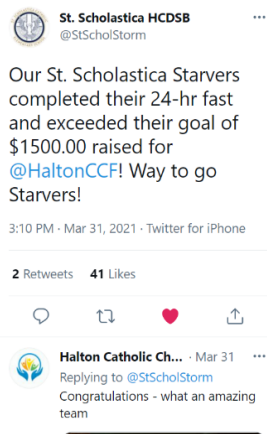 St. Scholastica HCDSB
@StScholStorm
Our St. Scholastica Starvers
completed their 24-hr fast
and exceeded their goal of
$1500.00 raised for
@HaltonCCF! Way to go
Starvers!
3:10 PM · Mar 31, 2021 · Twitter for iPhone
2 Retweets 41 Likes
Halton Catholic Ch... · Mar 31
Replying to @StScholStorm
Congratulations - what an amazing
team